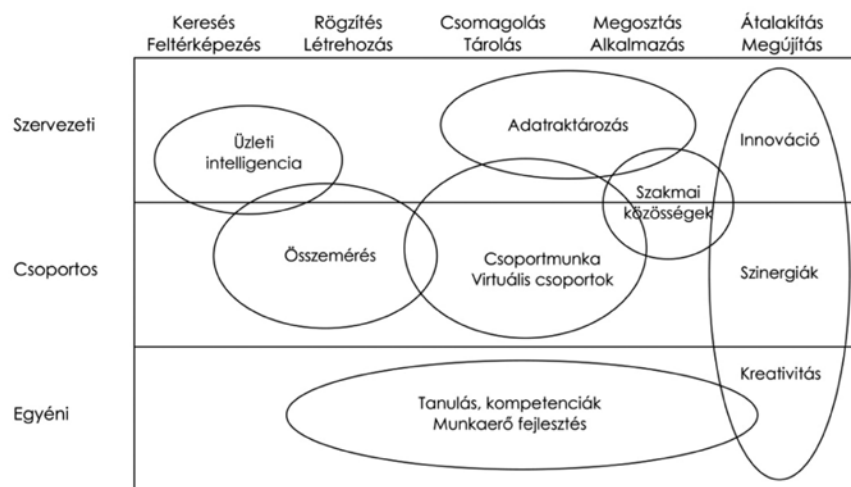 Keresés
Feltérképezés
Rögzítés
Létrehozás
Csomagolás
Tárolás
Megosztás
Alkalmazás
Átalakítás
Megújítás
Szervezeti
Üzleti
intelligencia
Adatraktározás
Innováció
Szakmai
közösségek
Csoportos
Összemérés
Csoportmunka
Virtuális csoportok
Szinergiák
Egyéni
Tanulás, kompetenciák
Munkaerő fejlesztés
Kreativitás